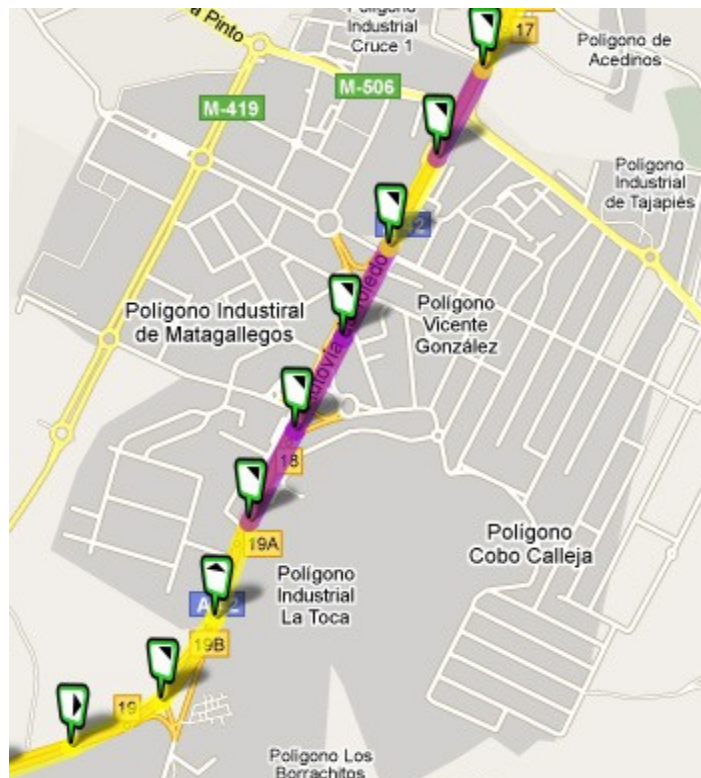 Polígono
Industrial
Cruce 1
17
Polígono de
Acedinos
a Pinto
M-506
M-419
Polígono
Industrial
de Tajapiés
Polígono Industiral
de Matagallegos
Polígono
Vicente
González
18
19A
Polígono
Cobo Calleja
Polígono
Industrial
La Toca
19B
19
Polígono Los
Borrachitos